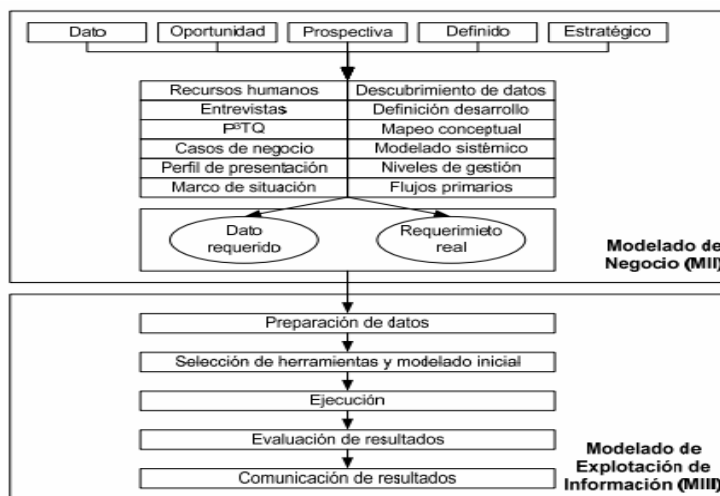 Dato
Oportunidad
Prospectiva
Definido
Estratégico
Recursos humanos
Descubrimiento de datos
Entrevistas
Definición desarrollo
P³TQ
Mapeo conceptual
Casos de negocio
Modelado sistémico
Perfil de presentación
Niveles de gestión
Marco de situación
Flujos primarios
Dato
requerido
Requerimieto
real
Modelado de
Negocio (MII)
Preparación de datos
Selección de herramientas y modelado inicial
Ejecución
Evaluación de resultados
Comunicación de resultados
Modelado de
Explotación de
Información (MIII)